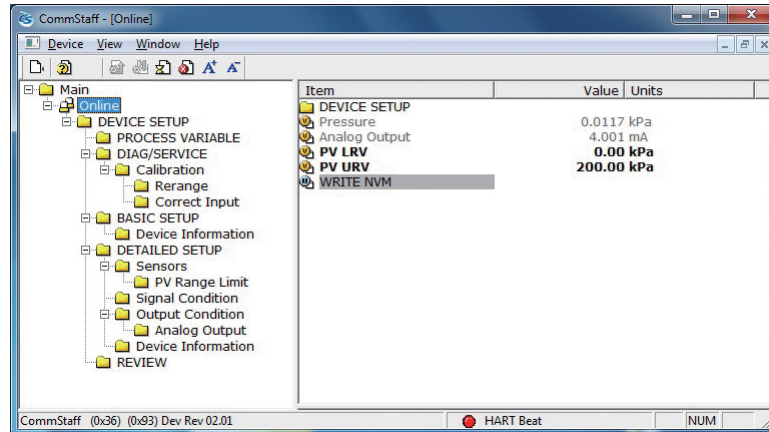 CommStaff - [Online]
Device View Window Help
Main
Online
DEVICE SETUP
PROCESS VARIABLE
DIAG/SERVICE
Calibration
Rerange
Correct Input
BASIC SETUP
Device Information
DETAILED SETUP
Sensors
PV Range Limit
Signal Condition
Output Condition
Analog Output
Device Information
REVIEW
Item Value Units
DEVICE SETUP
Pressure 0.0117 kPa
Analog Output 4.001 mA
PV LRV 0.00 kPa
PV URV 200.00 kPa
WRITE NVM
CommStaff (0x36) (0x93) Dev Rev 02.01 HART Beat NUM